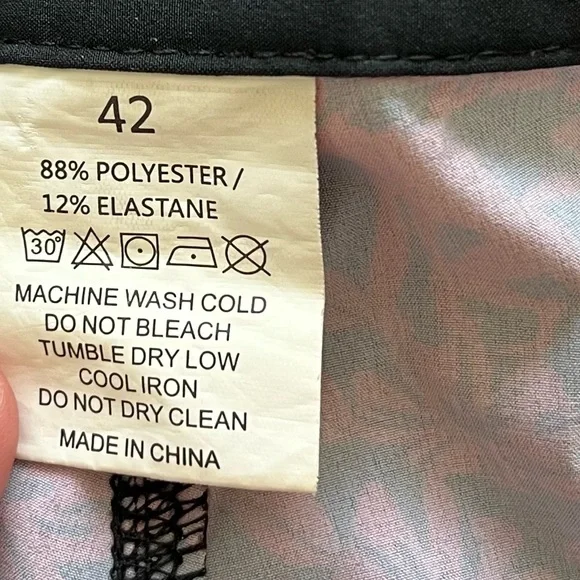 42
88% POLYESTER /
12% ELASTANE
30°
MACHINE WASH COLD
DO NOT BLEACH
TUMBLE DRY LOW
COOL IRON
DO NOT DRY CLEAN
MADE IN CHINA